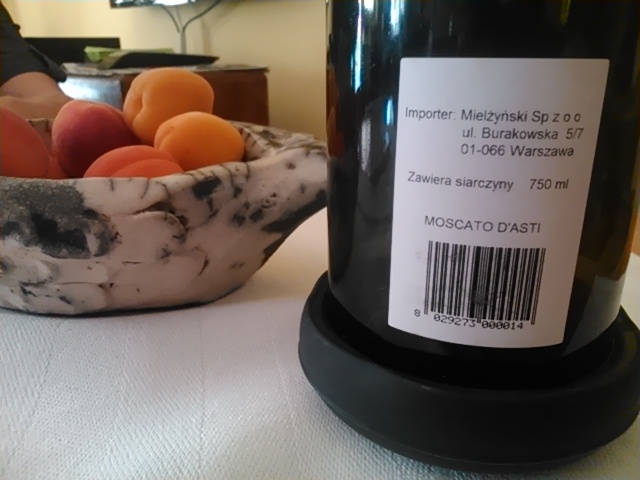 Importer: Mielżyński Sp z o o
ul. Burakowska 5/7
01-066 Warszawa
Zawiera siarczyny 750 ml
MOSCATO D'ASTI
8 029273 000014